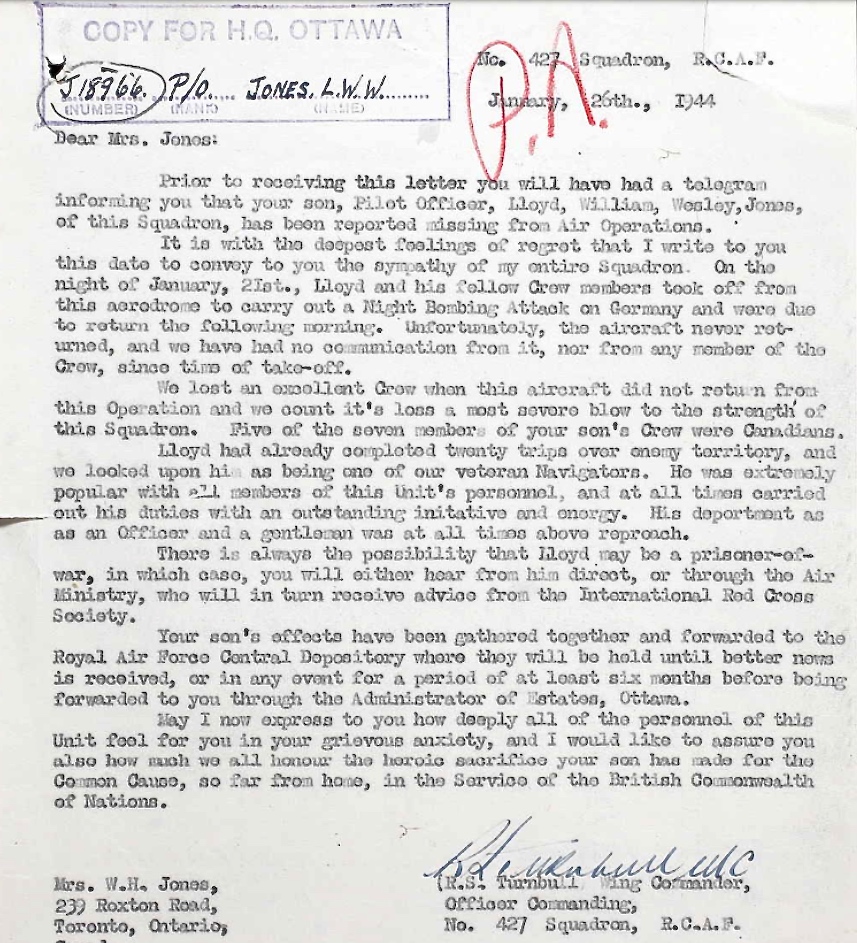 COPY FOR H.Q. OTTAWA
J18966. P/O. JONES. L.W.W.
(NUMBER) (RANK) (NAME)
P.A.
No. 427 Squadron, R.C.A.F.
January, 26th., 1944
Dear Mrs. Jones:
Prior to receiving this letter you will have had a telegram
informing you that your son, Pilot Officer, Lloyd, William, Wesley, Jones,
of this Squadron, has been reported missing from Air Operations.
It is with the deepest feelings of regret that I write to you
this date to convey to you the sympathy of my entire Squadron. On the
night of January, 21st., Lloyd and his fellow Crew members took off from
this aerodrome to carry out a Night Bombing Attack on Germany and were due
to return the following morning. Unfortunately, the aircraft never ret-
urned, and we have had no communication from it, nor from any member of the
Crew, since time of take-off.
We lost an excellent Crew when this aircraft did not return from
this Operation and we count it's loss a most severe blow to the strength of
this Squadron. Five of the seven members of your son's Crew were Canadians.
Lloyd had already completed twenty trips over enemy territory, and
we looked upon him as being one of our veteran Navigators. He was extremely
popular with all members of this Unit's personnel, and at all times carried
out his duties with an outstanding initative and energy. His deportment as
as an Officer and a gentleman was at all times above reproach.
There is always the possibility that Lloyd may be a prisoner-of-
war, in which case, you will either hear from him direct, or through the Air
Ministry, who will in turn receive advice from the International Red Cross
Society.
Your son's effects have been gathered together and forwarded to the
Royal Air Force Central Depository where they will be held until better news
is received, or in any event for a period of at least six months before being
forwarded to you through the Administrator of Estates, Ottawa.
May I now express to you how deeply all of the personnel of this
Unit feel for you in your grievous anxiety, and I would like to assure you
also how much we all honour the heroic sacrifice your son has made for the
Common Cause, so far from home, in the Service of the British Commonwealth
of Nations.
R S Turnbull W/C
(R.S. Turnbull Wing Commander,
Officer Commanding,
No. 427 Squadron, R.C.A.F.
Mrs. W.H. Jones,
239 Roxton Road,
Toronto, Ontario,